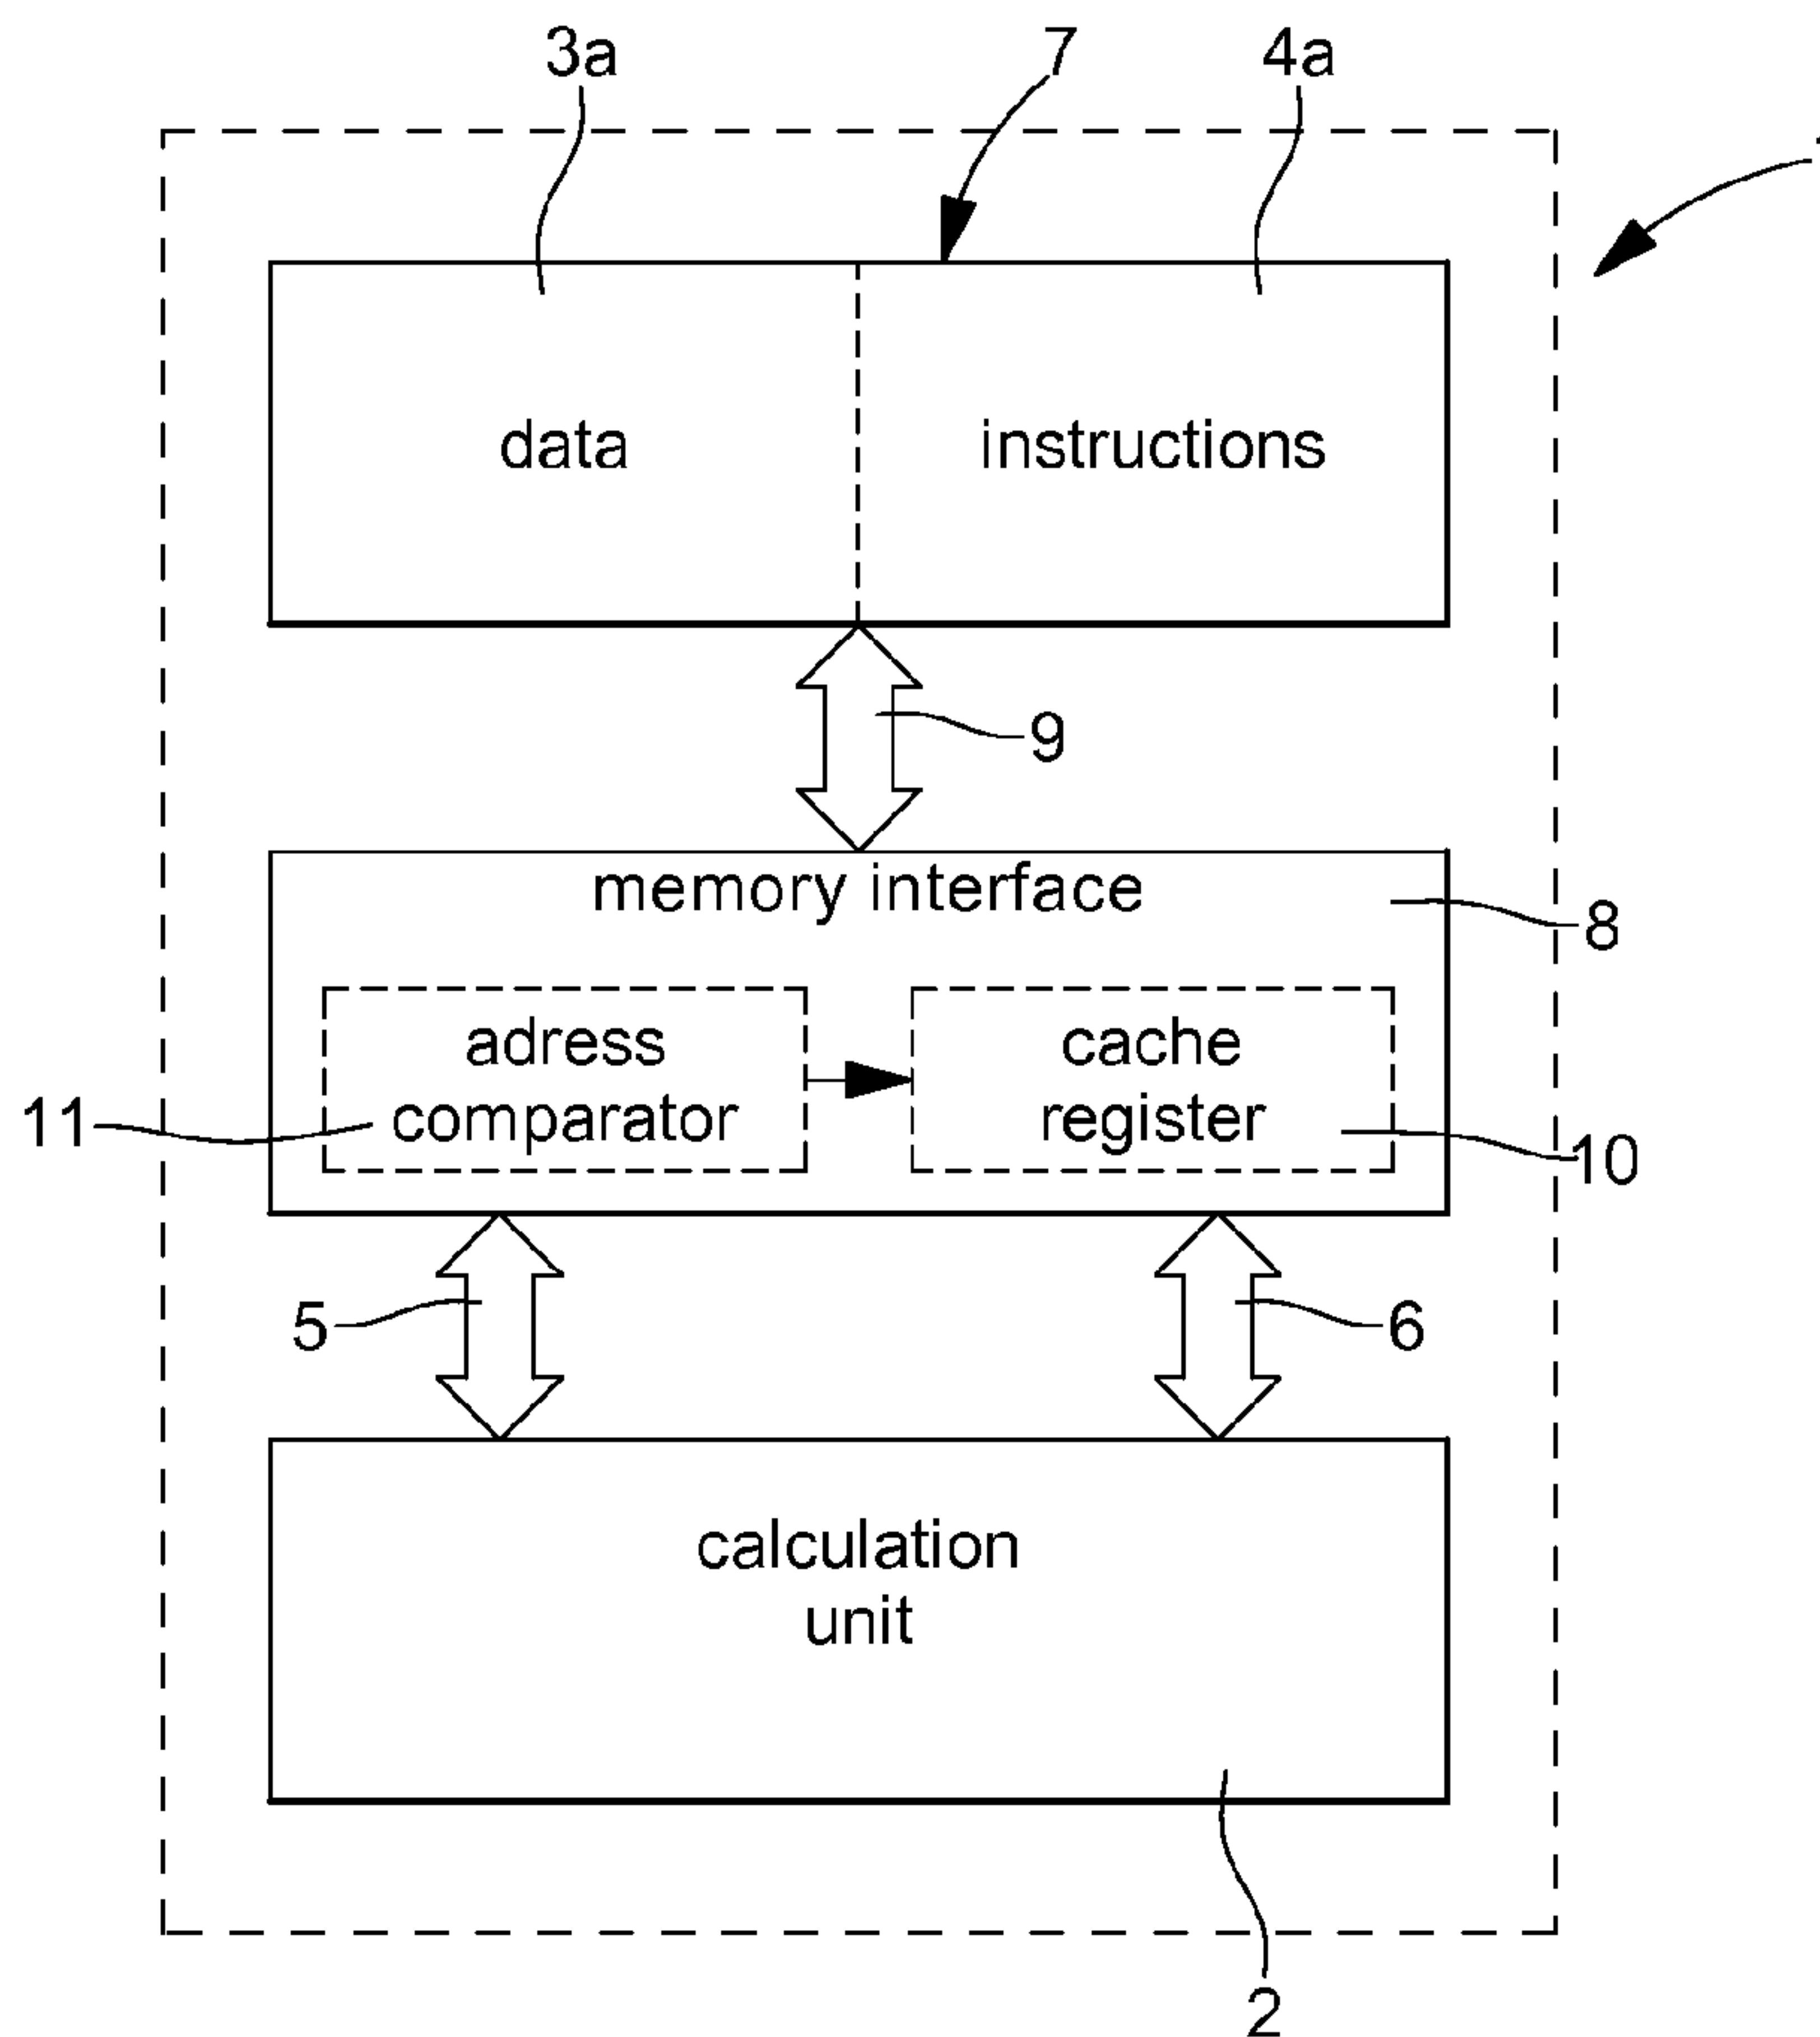 3a
7
4a
data
instructions
9
memory interface
8
adress
comparator
cache
register
11
10
5
6
calculation
unit
2